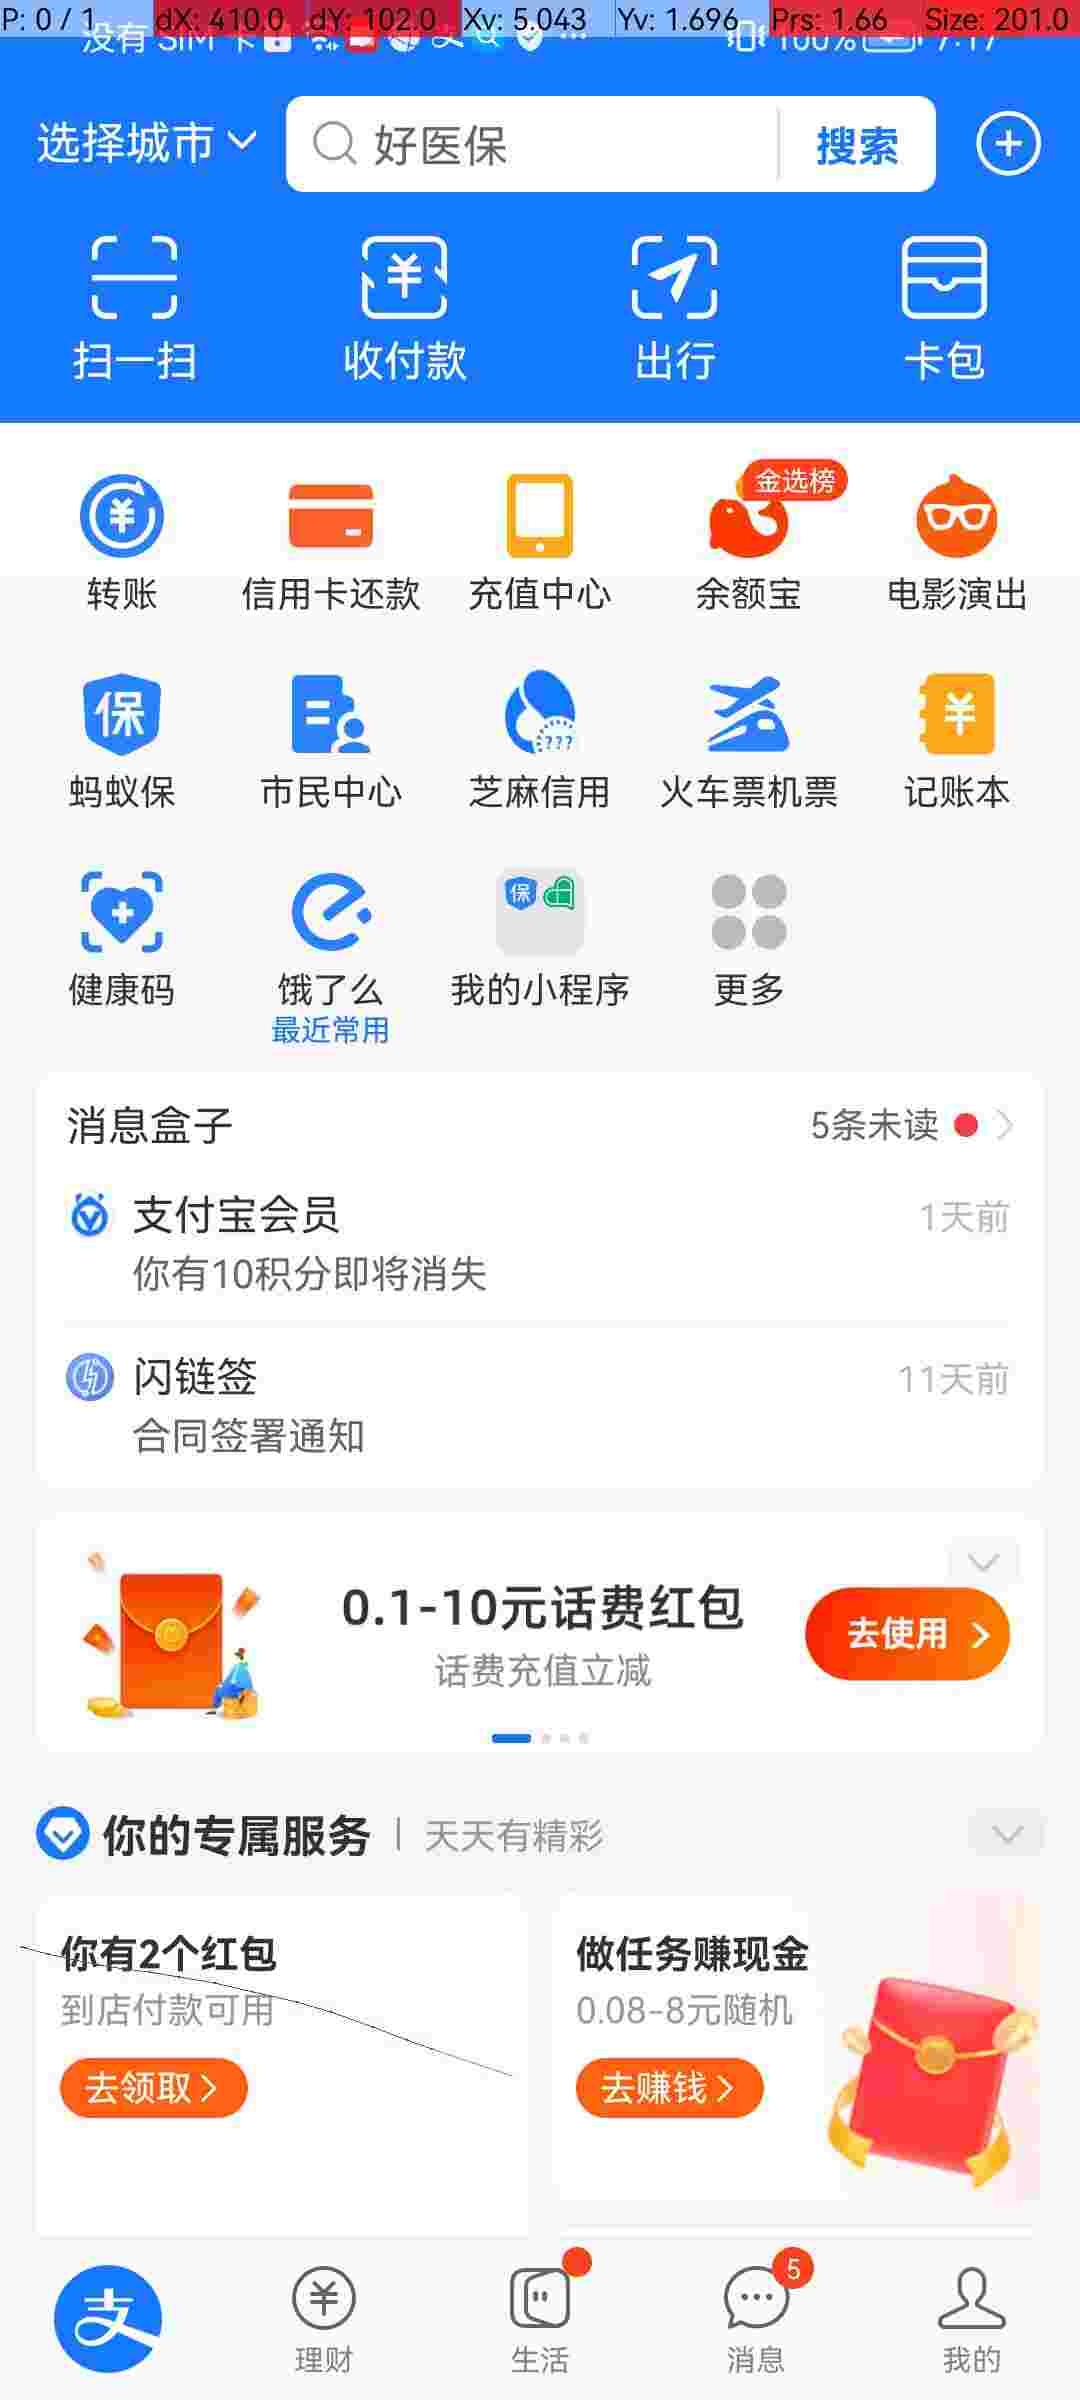 P: 0 / 1 dX: 410.0 dY: 102.0 Xv: 5.043 Yv: 1.696 Prs: 1.66 Size: 201.0
没有 SIM 卡 100% 7:17
选择城市 好医保 搜索
扫一扫 收付款 出行 卡包
金选榜
转账 信用卡还款 充值中心 余额宝 电影演出
保 ???
蚂蚁保 市民中心 芝麻信用 火车票机票 记账本
保
健康码 饿了么 我的小程序 更多
最近常用
消息盒子 5条未读
支付宝会员 1天前
你有10积分即将消失
闪链签 11天前
合同签署通知
0.1-10元话费红包
去使用
话费充值立减
你的专属服务 天天有精彩
你有2个红包 做任务赚现金
到店付款可用 0.08-8元随机
去领取 去赚钱
支 5
理财 生活 消息 我的